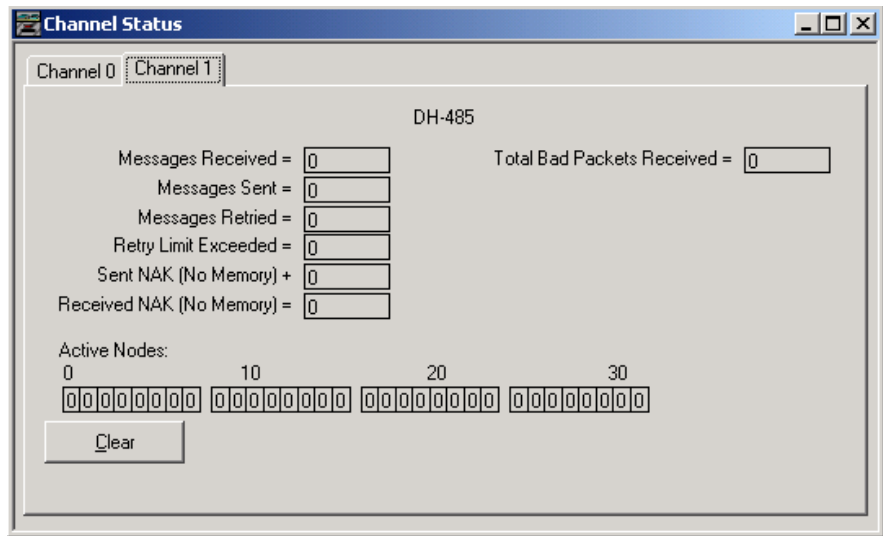 Channel Status
Channel 0 Channel 1
DH-485
Messages Received = 0 Total Bad Packets Received = 0
Messages Sent = 0
Messages Retried = 0
Retry Limit Exceeded = 0
Sent NAK (No Memory) + 0
Received NAK (No Memory) = 0
Active Nodes:
0 10 20 30
0 0 0 0 0 0 0 0 0 0 0 0 0 0 0 0 0 0 0 0 0 0 0 0 0 0 0 0 0 0 0 0
Clear